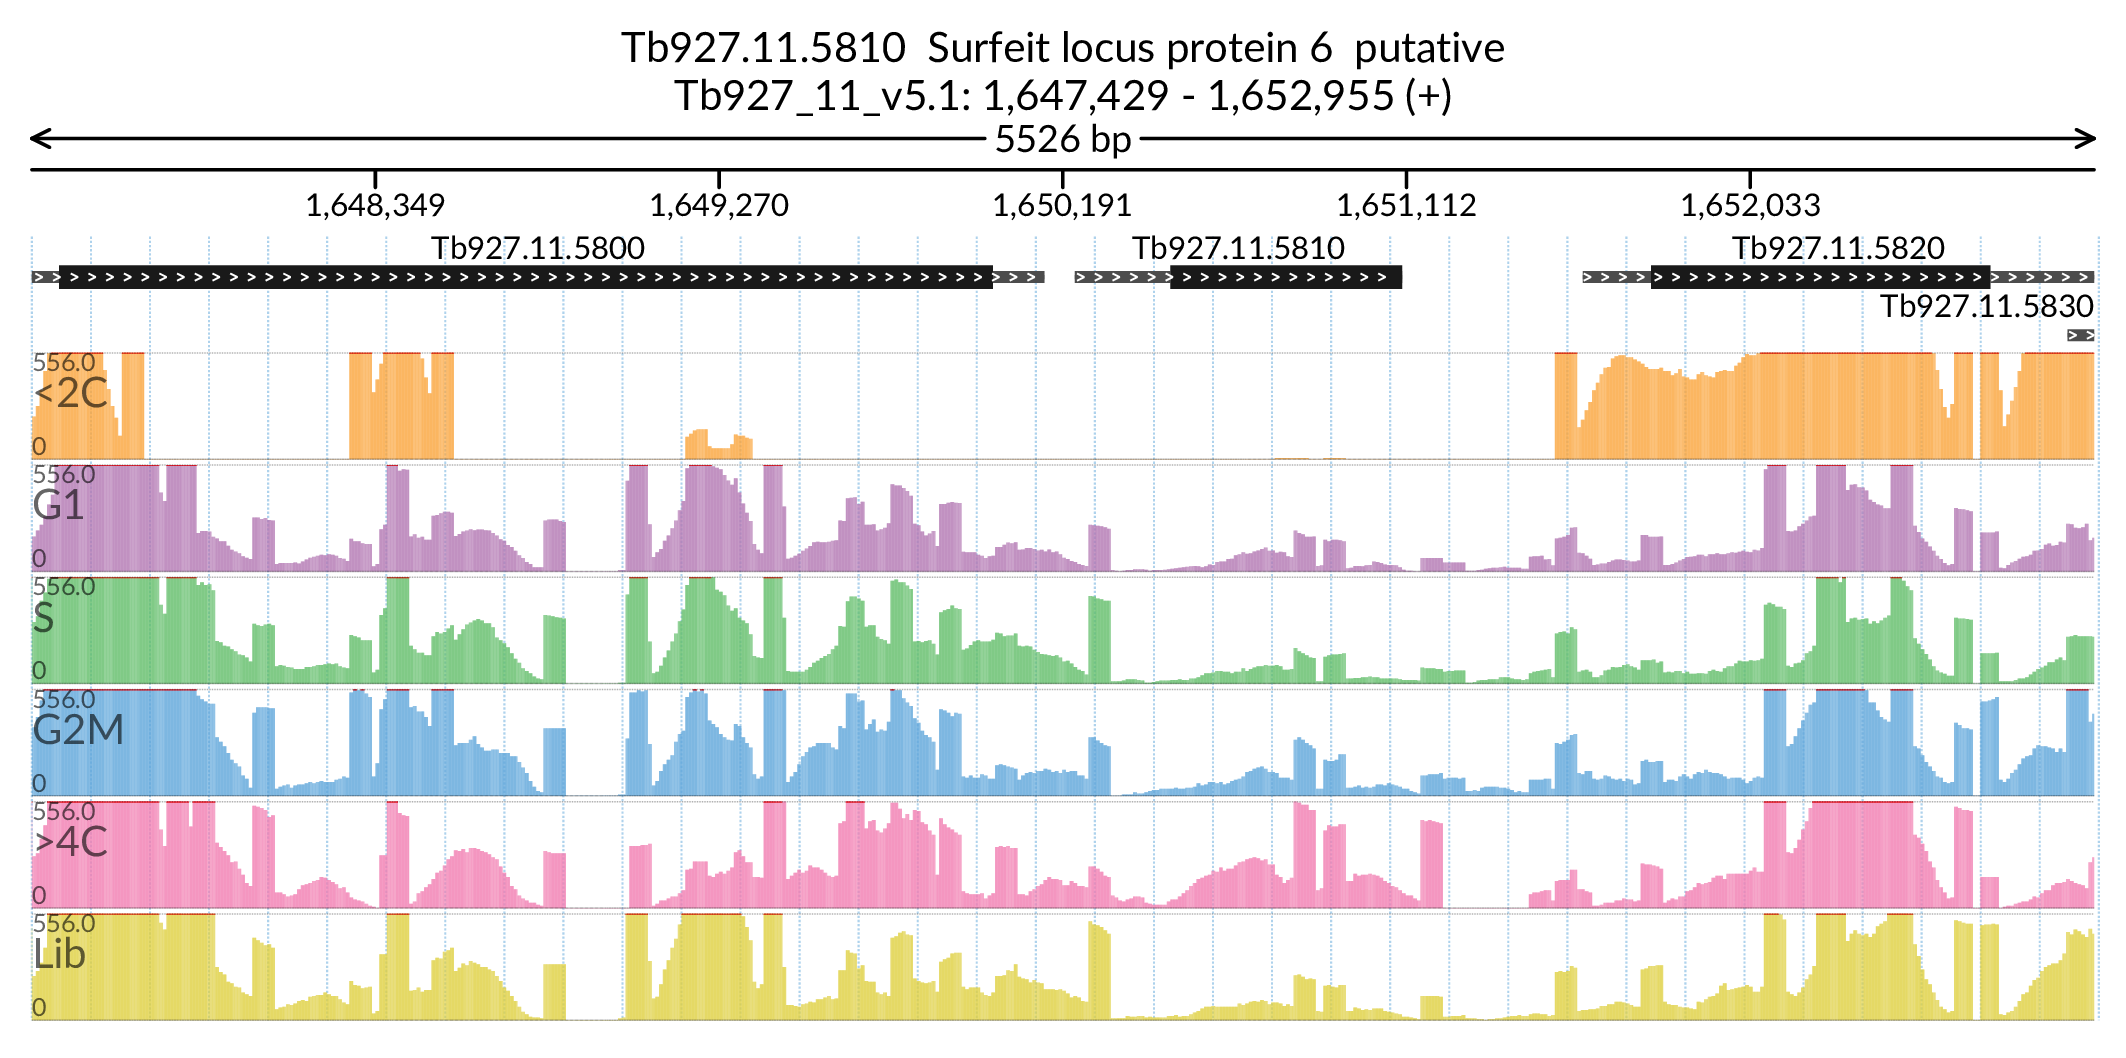 Tb927.11.5810  Surfeit locus protein 6  putative
Tb927_11_v5.1: 1,647,429 - 1,652,955 (+)
5526 bp
1,648,349 1,649,270 1,650,191 1,651,112 1,652,033
Tb927.11.5800 Tb927.11.5810 Tb927.11.5820
Tb927.11.5830
556.0
<2C
0
556.0
G1
0
556.0
S
0
556.0
G2M
0
556.0
>4C
0
556.0
Lib
0